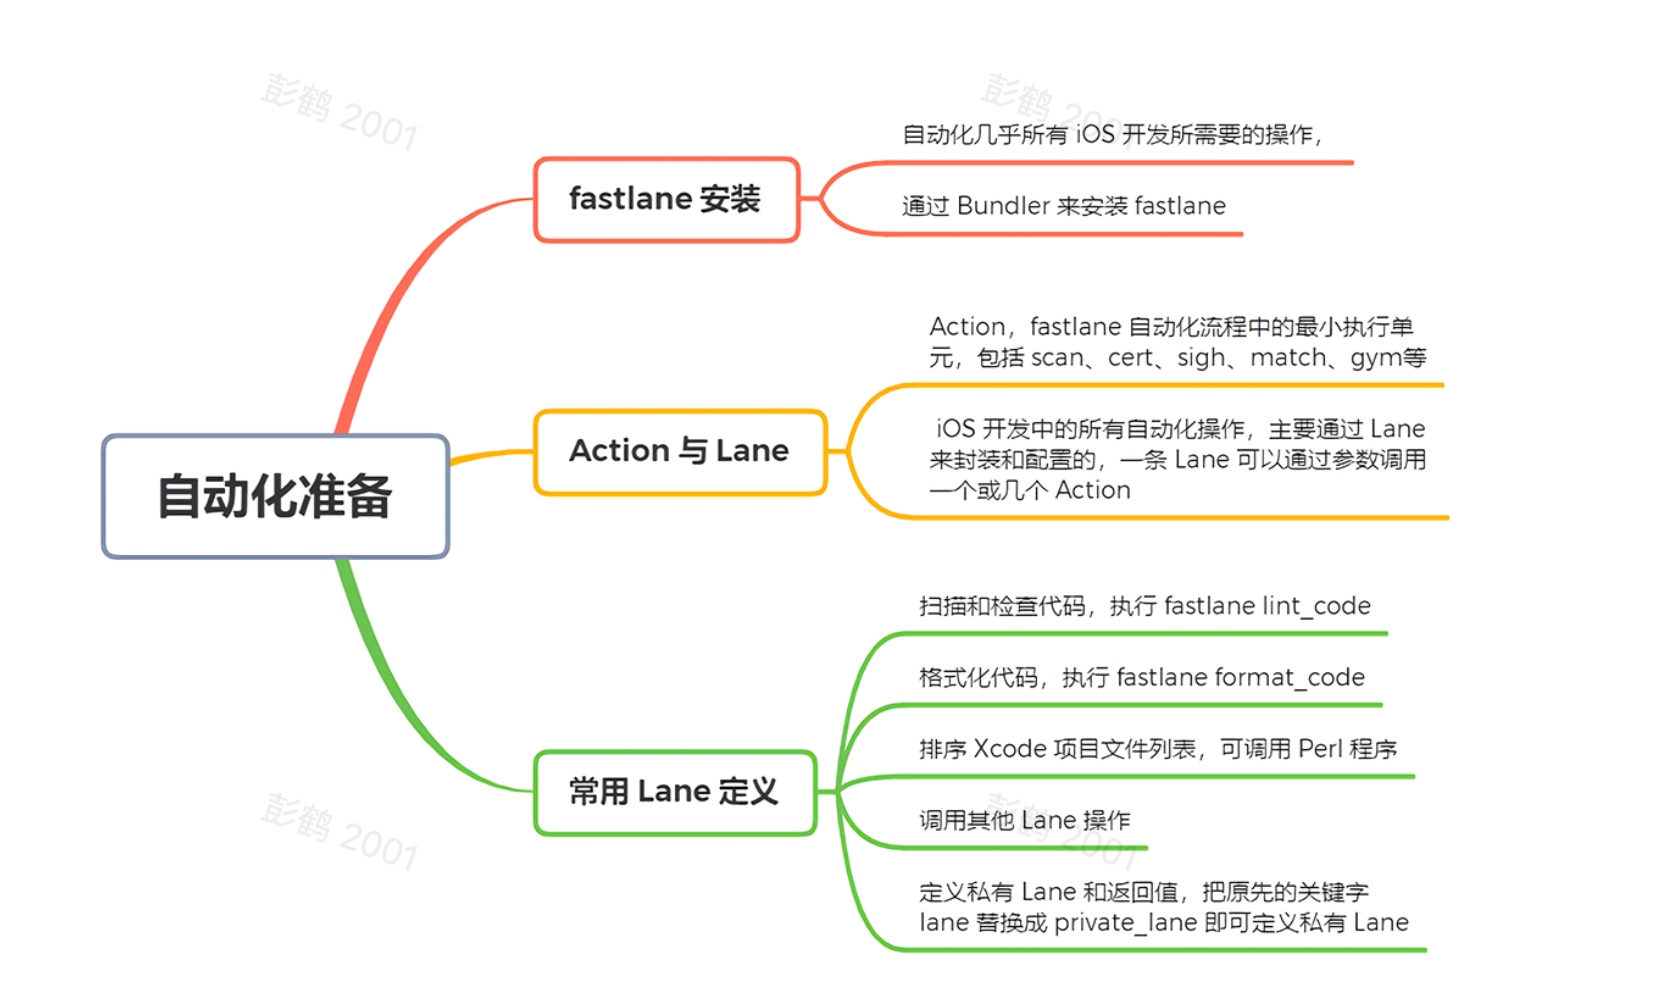 彭鹤 2001
彭鹤 2001
自动化几乎所有 iOS 开发所需要的操作，
fastlane 安装
通过 Bundler 来安装 fastlane
Action，fastlane 自动化流程中的最小执行单
元，包括 scan、cert、sigh、match、gym等
Action 与 Lane
iOS 开发中的所有自动化操作，主要通过 Lane
来封装和配置的，一条 Lane 可以通过参数调用
一个或几个 Action
自动化准备
扫描和检查代码，执行 fastlane lint_code
格式化代码，执行 fastlane format_code
排序 Xcode 项目文件列表，可调用 Perl 程序
常用 Lane 定义
调用其他 Lane 操作
定义私有 Lane 和返回值，把原先的关键字
lane 替换成 private_lane 即可定义私有 Lane
彭鹤 2001
彭鹤 2001